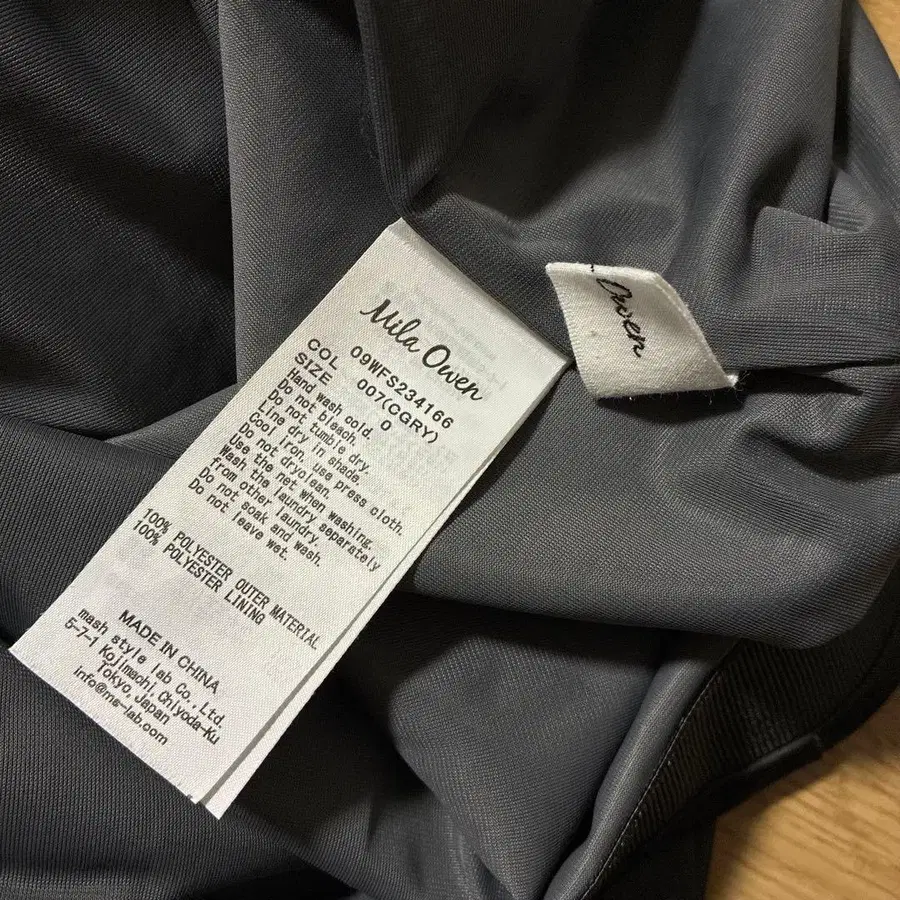 Mila Owen
09WFS234166
COL 007(CGRY)
SIZE 0
Hand wash cold.
Do not bleach.
Do not tumble dry.
Line dry in shade.
Cool iron, use press cloth.
Do not dryclean.
Use the net when washing.
Wash the laundry separately
from other laundry.
Do not soak and wash.
Do not leave wet.
100% POLYESTER OUTER MATERIAL
100% POLYESTER LINING
MADE IN CHINA
mash style lab Co., Ltd.
5-7-1 Kojimachi, Chiyoda-Ku
Tokyo, Japan
info@ms-lab.com
Owen